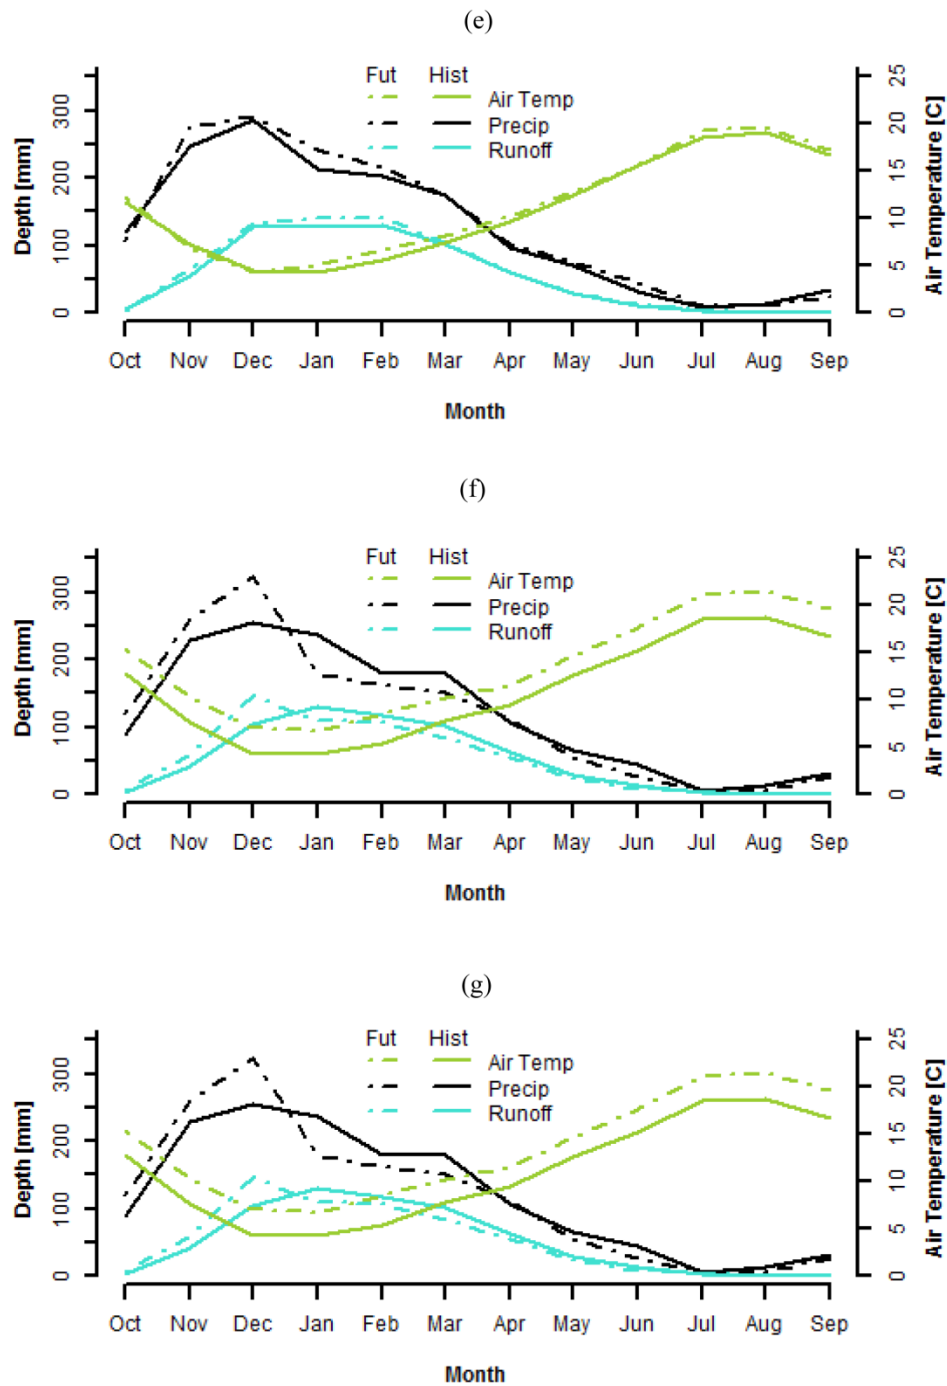 (e)
Fut Hist
Air Temp
Precip
Runoff
Depth [mm]
0 100 200 300
Air Temperature [C]
0 5 10 15 20 25
Oct Nov Dec Jan Feb Mar Apr May Jun Jul Aug Sep
Month
(f)
Fut Hist
Air Temp
Precip
Runoff
Depth [mm]
0 100 200 300
Air Temperature [C]
0 5 10 15 20 25
Oct Nov Dec Jan Feb Mar Apr May Jun Jul Aug Sep
Month
(g)
Fut Hist
Air Temp
Precip
Runoff
Depth [mm]
0 100 200 300
Air Temperature [C]
0 5 10 15 20 25
Oct Nov Dec Jan Feb Mar Apr May Jun Jul Aug Sep
Month